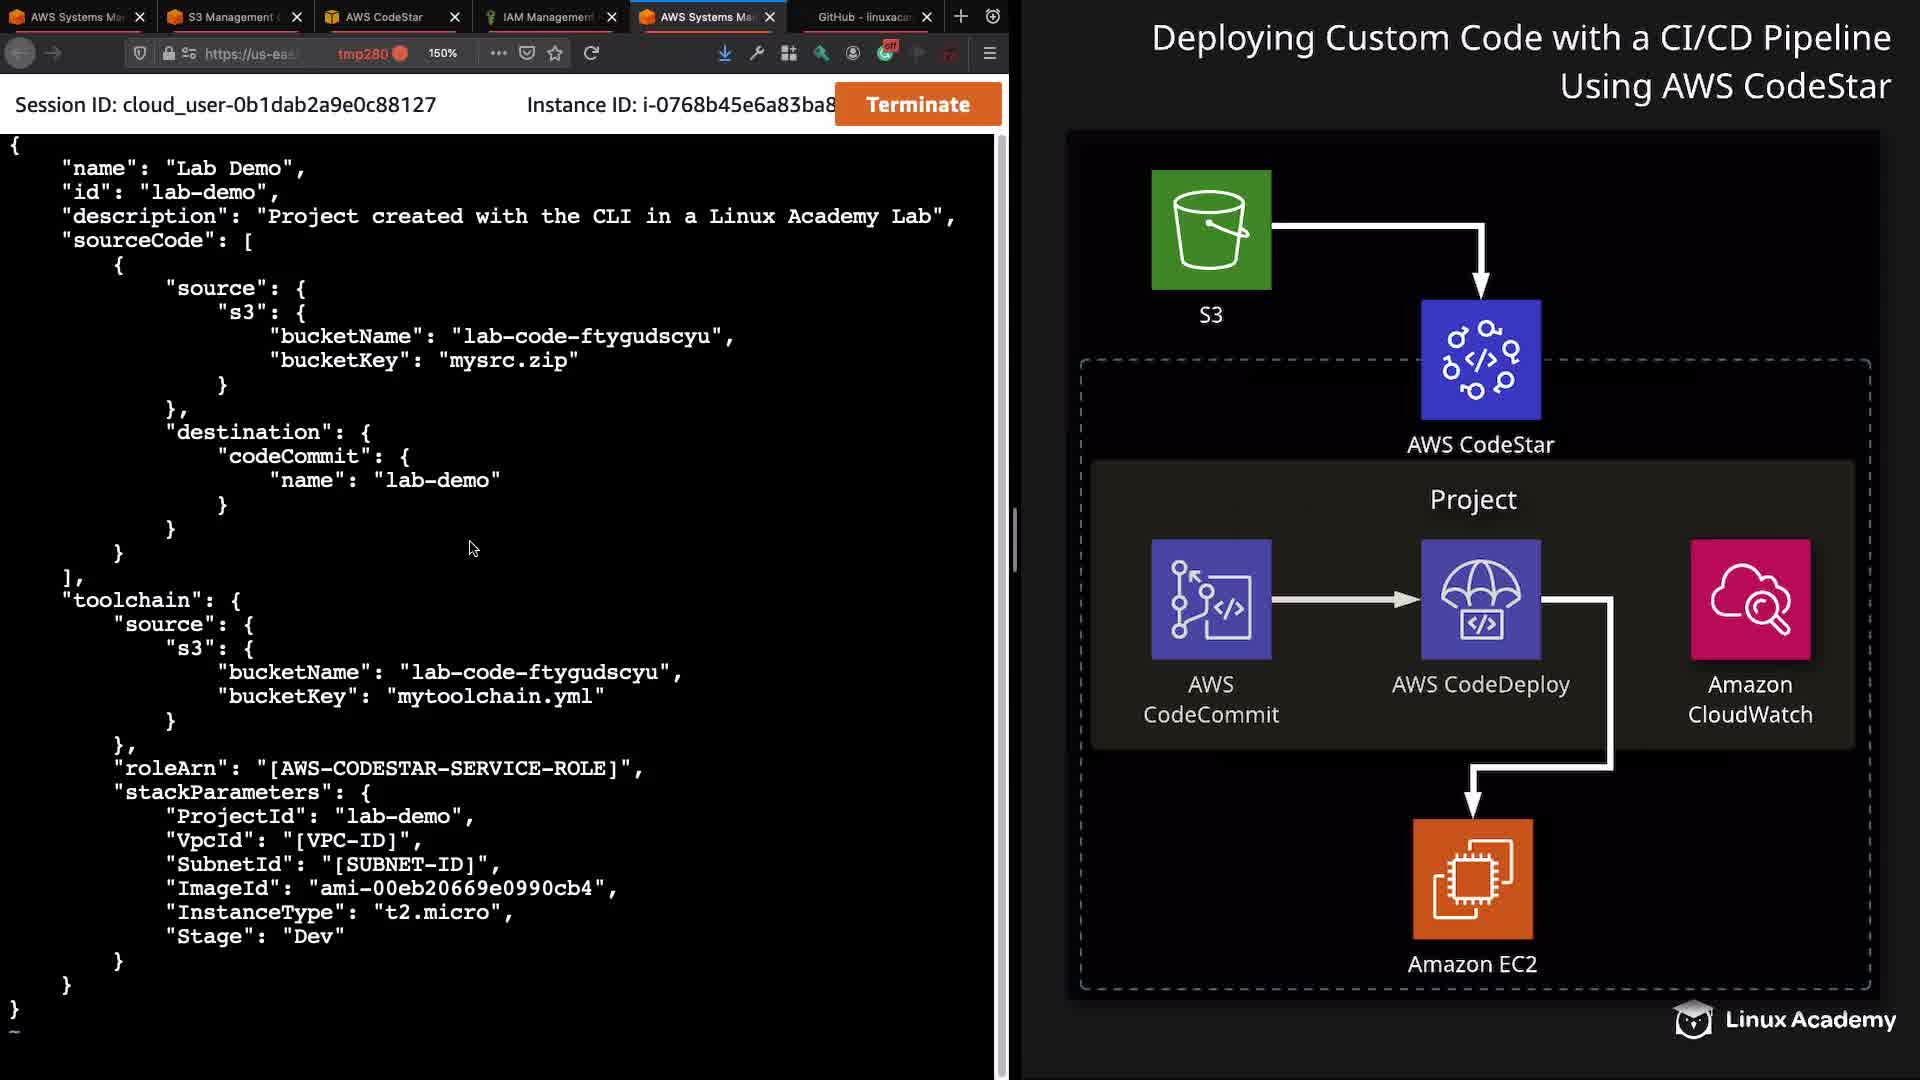 AWS Systems Ma
S3 Management
AWS CodeStar
IAM Management
AWS Systems Ma
GitHub - linuxaca
https://us-eas
tmp280
150%
off
Session ID: cloud_user-0b1dab2a9e0c88127
Instance ID: i-0768b45e6a83ba8
Terminate
{
"name": "Lab Demo",
"id": "lab-demo",
"description": "Project created with the CLI in a Linux Academy Lab",
"sourceCode": [
{
"source": {
"s3": {
"bucketName": "lab-code-ftygudscyu",
"bucketKey": "mysrc.zip"
}
},
"destination": {
"codeCommit": {
"name": "lab-demo"
}
}
}
],
"toolchain": {
"source": {
"s3": {
"bucketName": "lab-code-ftygudscyu",
"bucketKey": "mytoolchain.yml"
}
},
"roleArn": "[AWS-CODESTAR-SERVICE-ROLE]",
"stackParameters": {
"ProjectId": "lab-demo",
"VpcId": "[VPC-ID]",
"SubnetId": "[SUBNET-ID]",
"ImageId": "ami-00eb20669e0990cb4",
"InstanceType": "t2.micro",
"Stage": "Dev"
}
}
}
~
Deploying Custom Code with a CI/CD Pipeline
Using AWS CodeStar
S3
AWS CodeStar
Project
AWS
CodeCommit
AWS CodeDeploy
Amazon
CloudWatch
Amazon EC2
Linux Academy